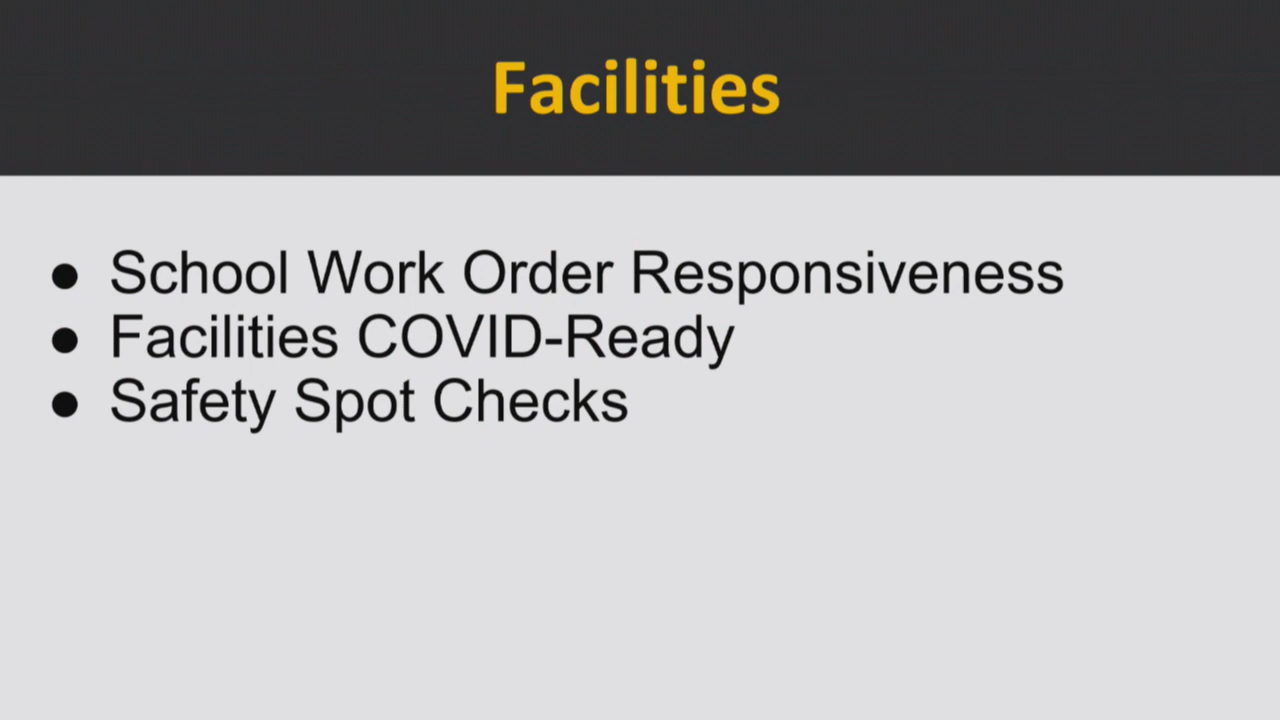 Facilities
● School Work Order Responsiveness
● Facilities COVID-Ready
● Safety Spot Checks